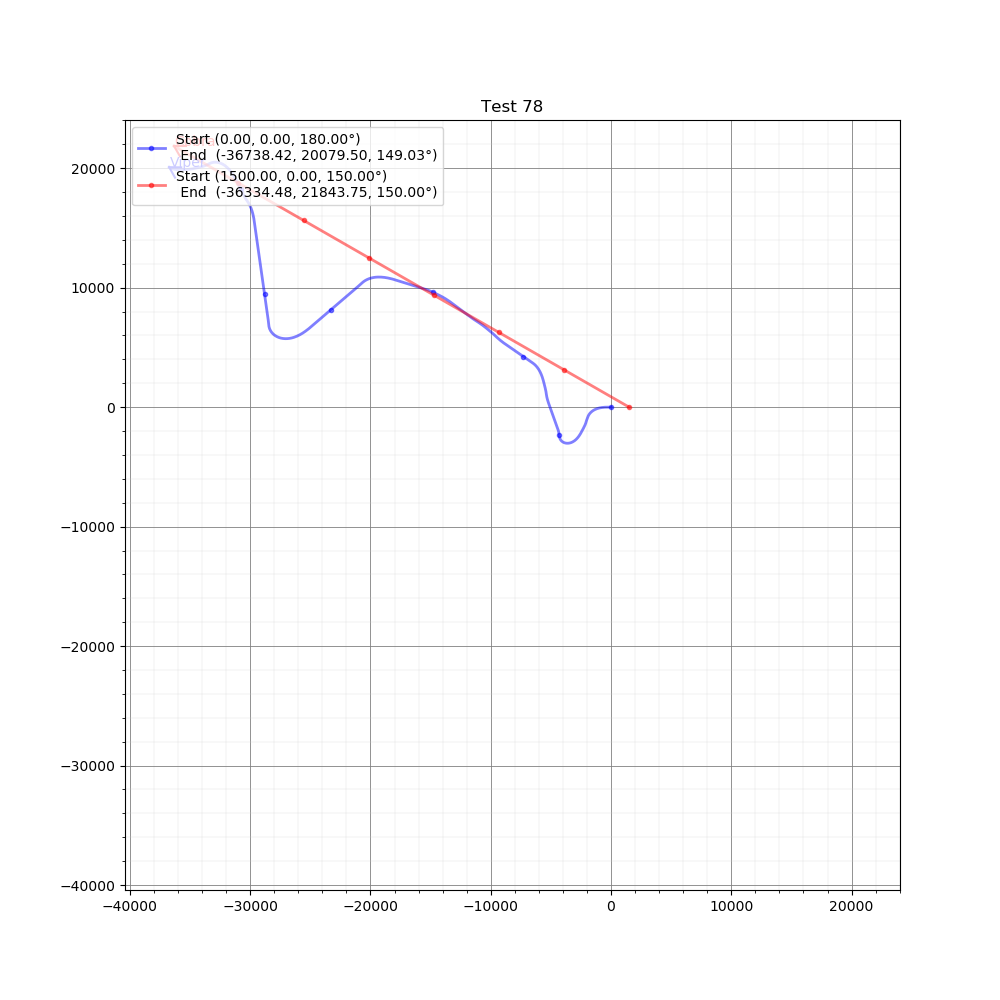 Test 78
Start (0.00, 0.00, 180.00°)
End (-36738.42, 20079.50, 149.03°)
Start (1500.00, 0.00, 150.00°)
End (-36334.48, 21843.75, 150.00°)
Viper
20000
10000
0
−10000
−20000
−30000
−40000
−40000 −30000 −20000 −10000 0 10000 20000